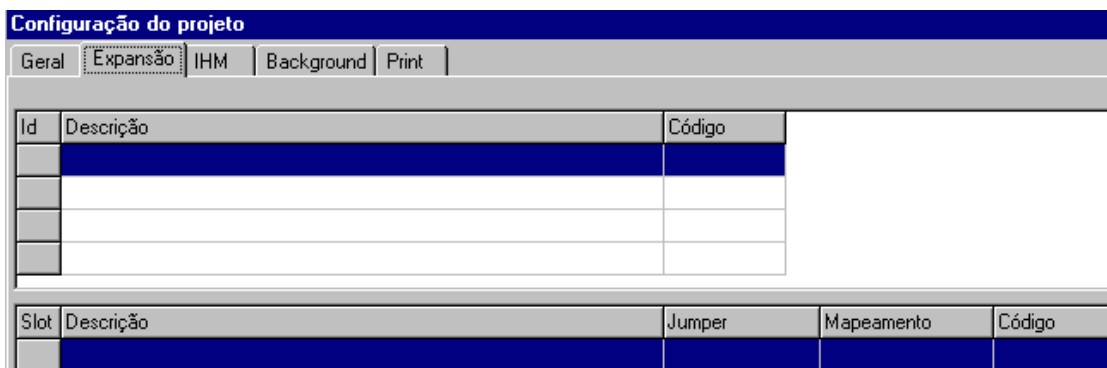 Configuração do projeto
Geral Expansão IHM Background Print
Id Descrição Código
Slot Descrição Jumper Mapeamento Código